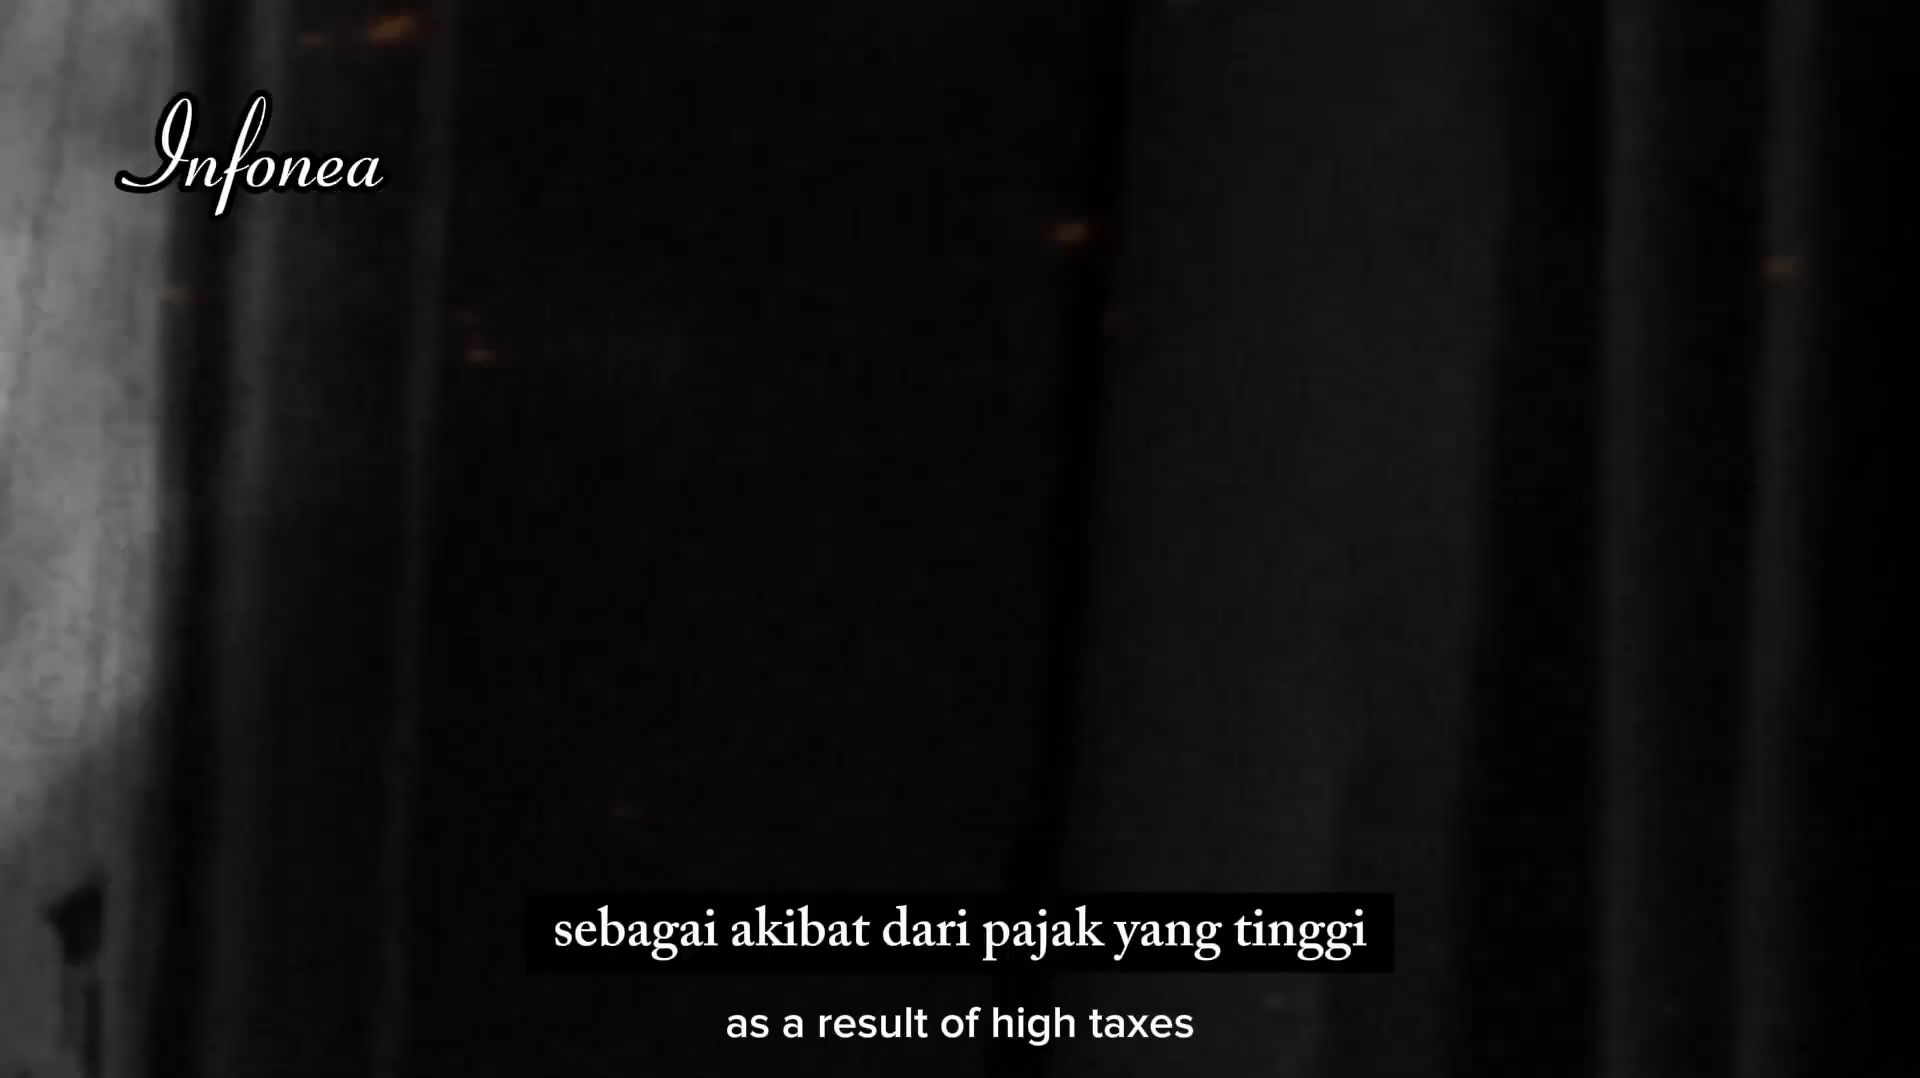 Infonea
sebagai akibat dari pajak yang tinggi
as a result of high taxes